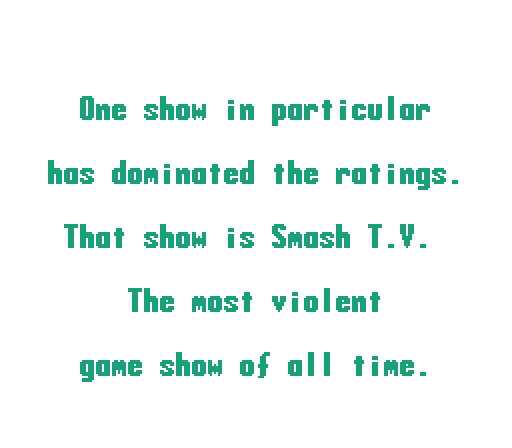 One show in particular
has dominated the ratings.
That show is Smash T.V.
The most violent
game show of all time.